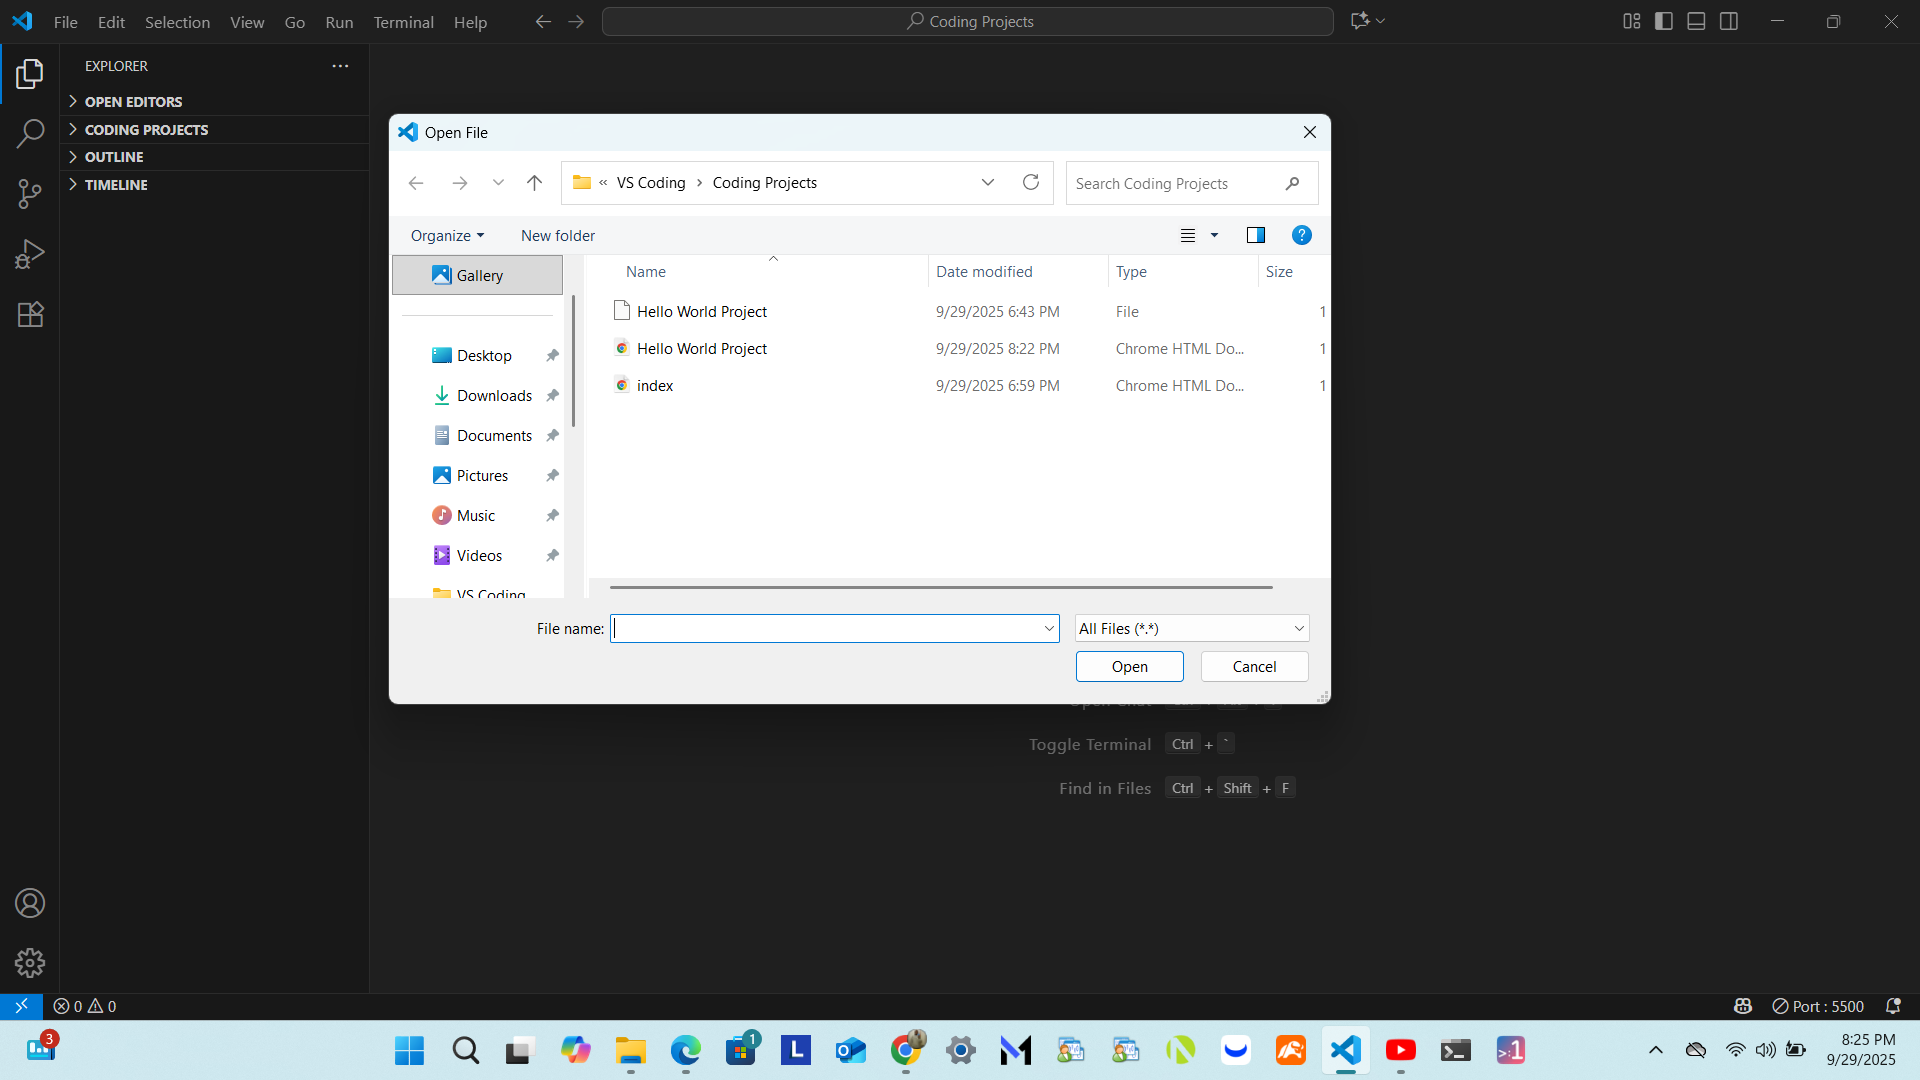 File Edit Selection View Go Run Terminal Help
Coding Projects
EXPLORER
OPEN EDITORS
CODING PROJECTS
OUTLINE
TIMELINE
Open File
« VS Coding › Coding Projects
Search Coding Projects
Organize New folder
?
Gallery
Desktop
Downloads
Documents
Pictures
Music
Videos
VS Coding
Name Date modified Type Size
Hello World Project 9/29/2025 6:43 PM File 1
Hello World Project 9/29/2025 8:22 PM Chrome HTML Do... 1
index 9/29/2025 6:59 PM Chrome HTML Do... 1
File name: All Files (*.*)
Open Cancel
Open Chat
Toggle Terminal Ctrl + `
Find in Files Ctrl + Shift + F
0 0
Port : 5500
3
1
L
>:1
8:25 PM
9/29/2025